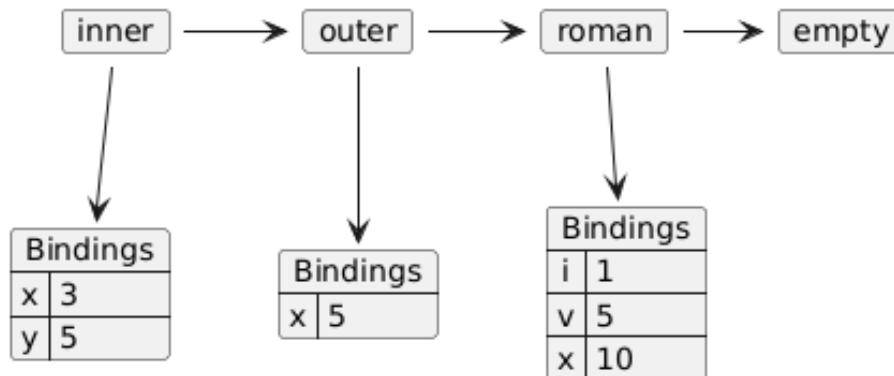 inner outer roman empty
Bindings
x 3
y 5
Bindings
x 5
Bindings
i 1
v 5
x 10